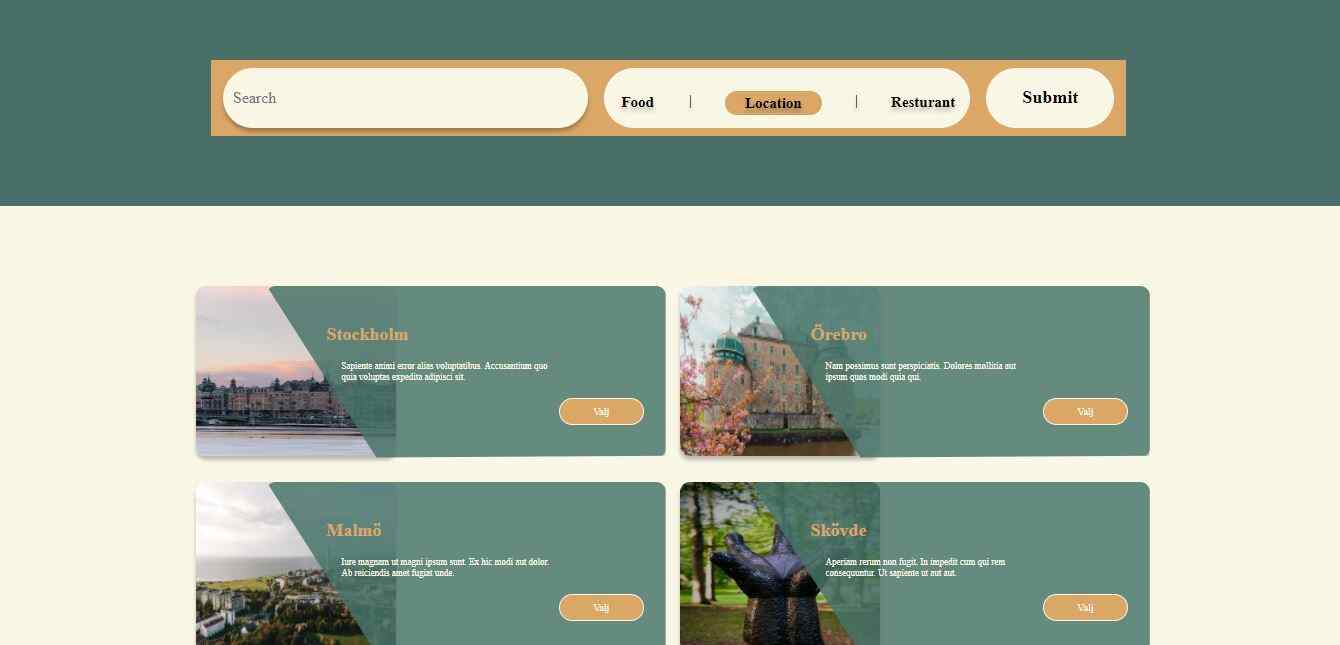 Search
Food | Location | Resturant
Submit
Stockholm
Sapiente animi error alias voluptatibus. Accusantium quo
quia voluptas expedita adipisci sit.
Valj
Örebro
Nam possimus sunt perspiciatis. Dolores mollitia aut
ipsum quos modi quia qui.
Valj
Malmö
Iure magnam ut magni ipsum sunt. Ex hic modi aut dolor.
Ab reiciendis amet fugiat unde.
Valj
Skövde
Aperiam rerum non fugit. In impedit cum qui rem
consequuntur. Ut sapiente ut aut aut.
Valj